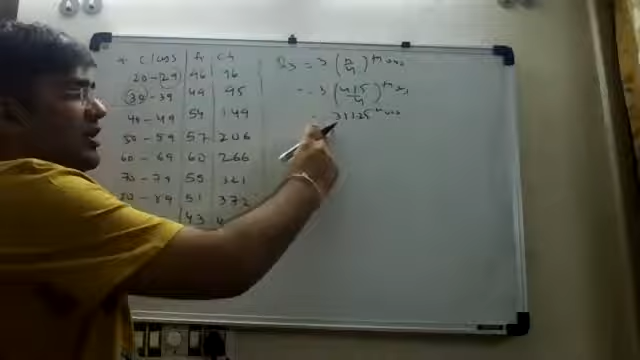 Class fr cf
20-29 46 46
30-39 49 95
40-49 54 149
50-59 57 206
60-69 60 266
70-79 55 321
80-89 51 372
43
Q3 = 3 (n/4)th obs
= 3 (415/4)th obs
311.25th obs